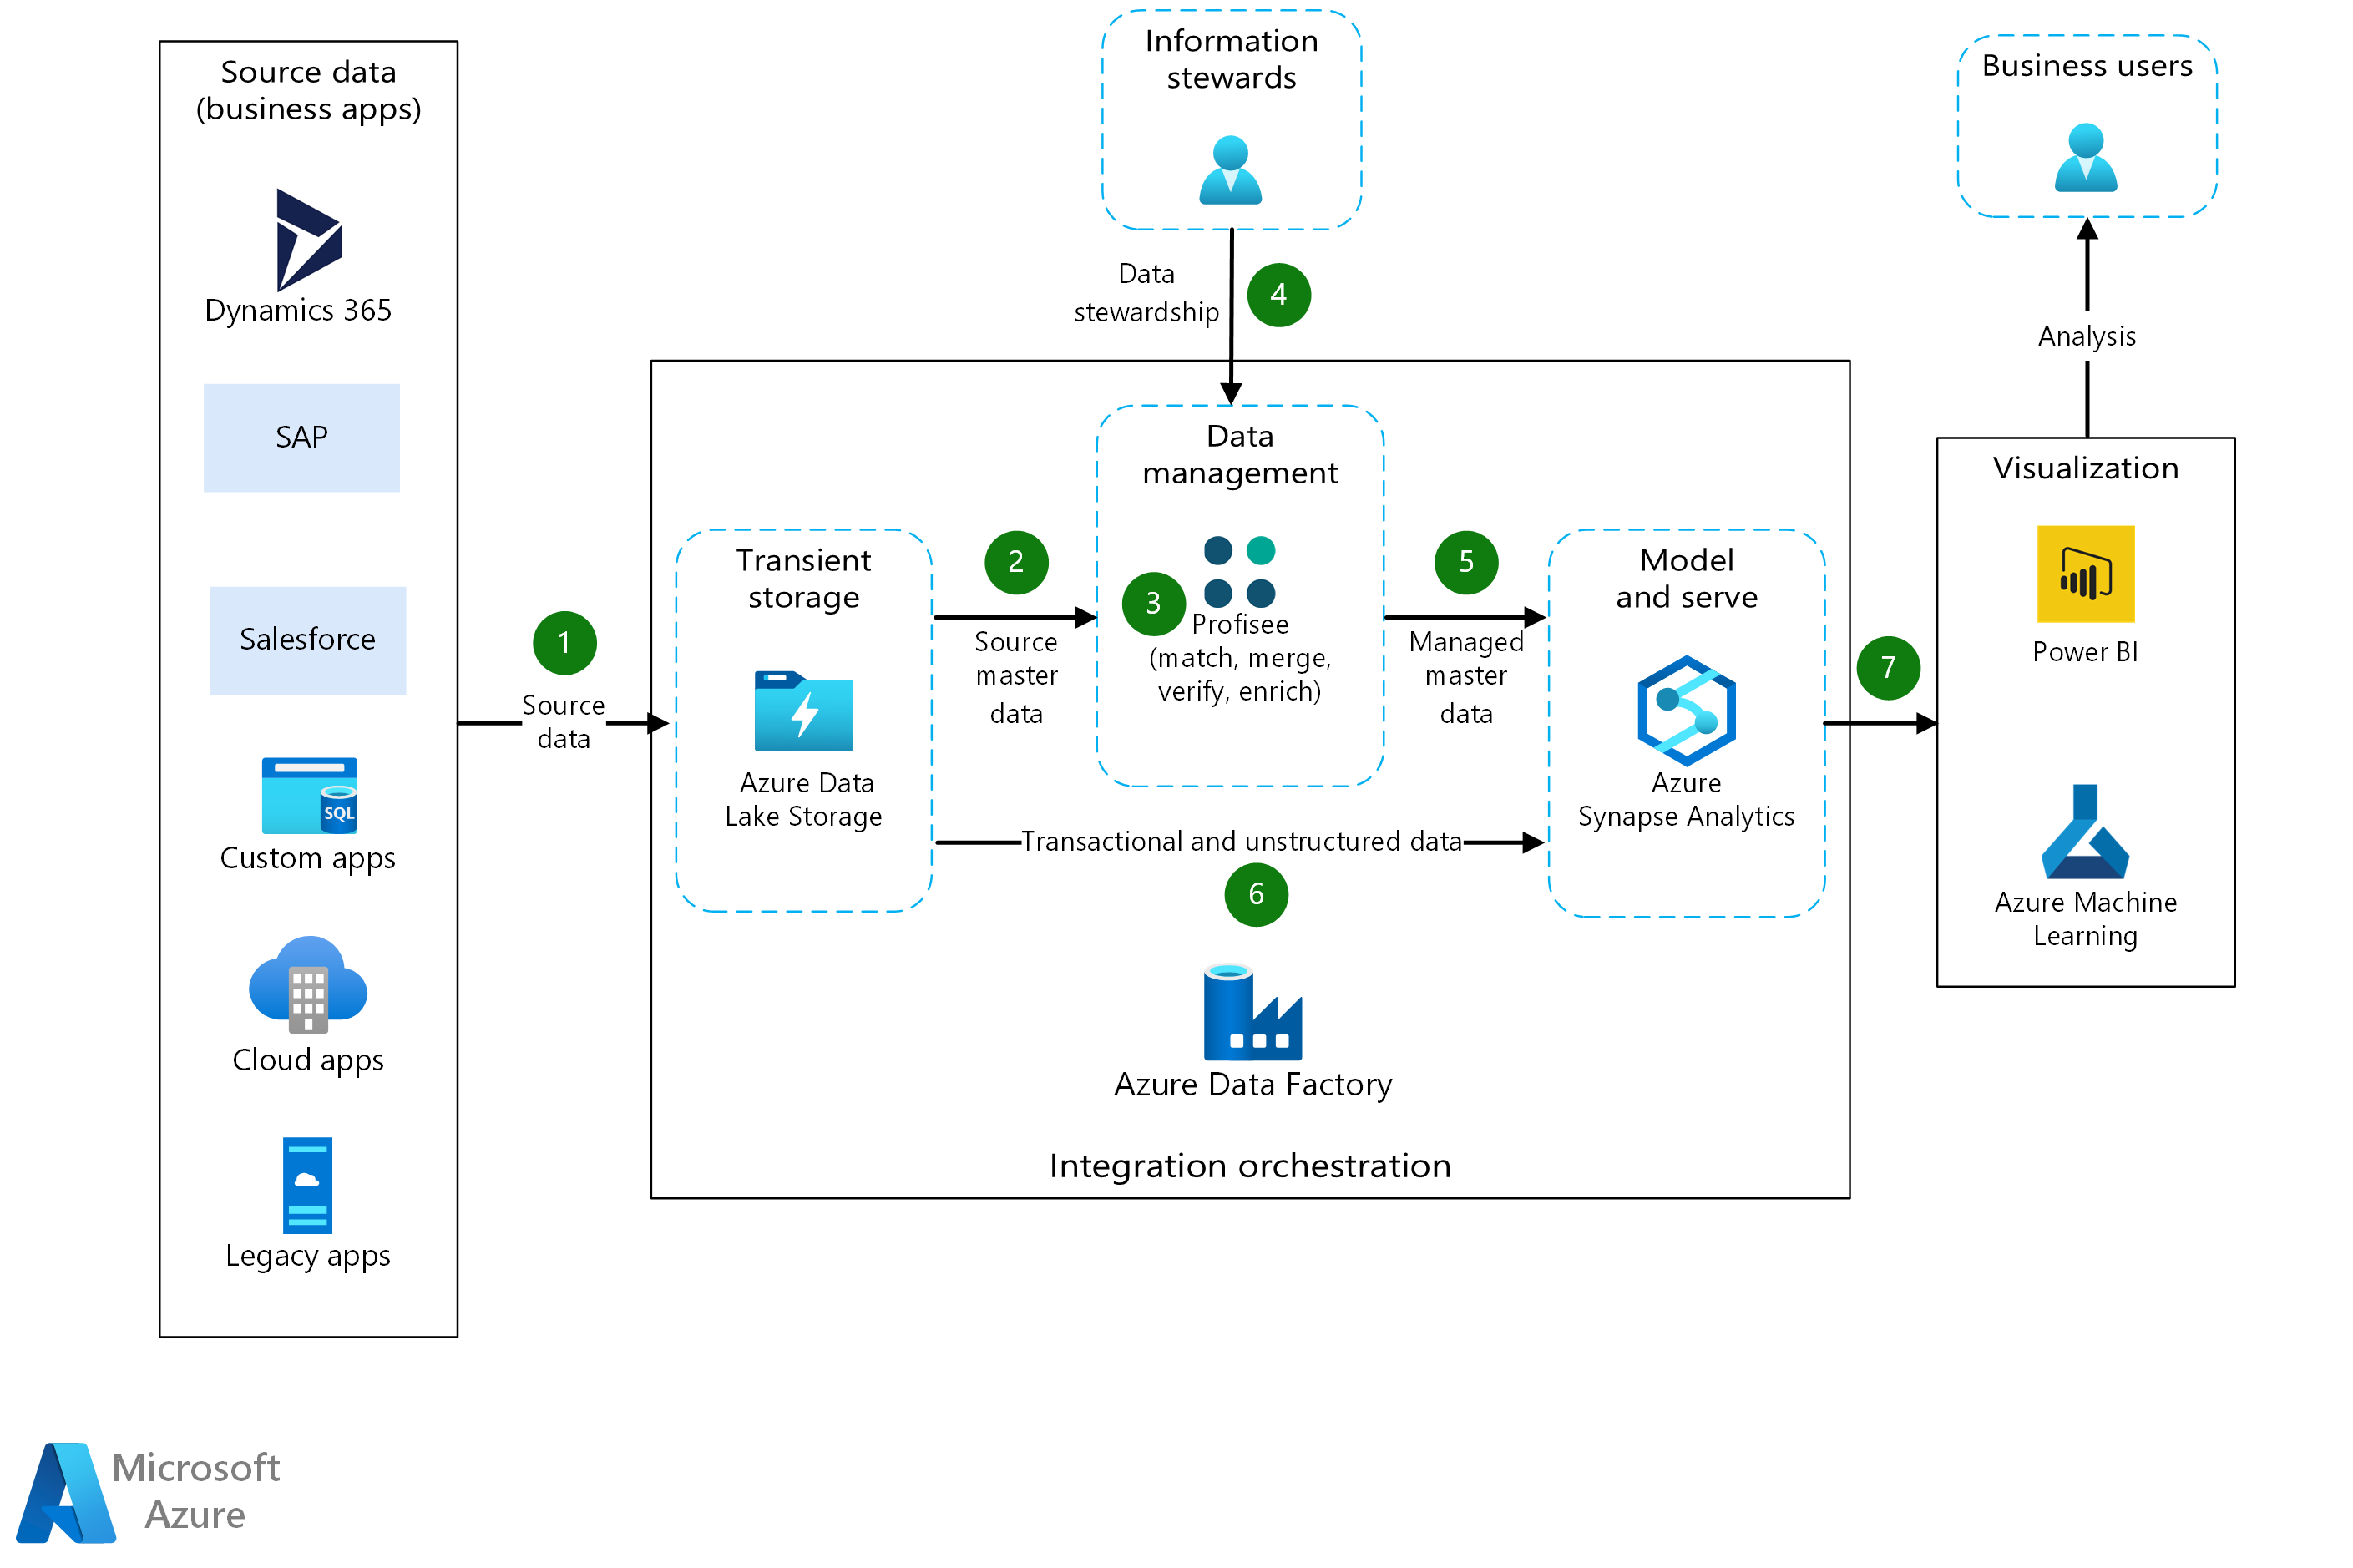 Source data
(business apps)
Dynamics 365
SAP
Salesforce
Custom apps
SQL
Cloud apps
Legacy apps
1
Source
data
Information
stewards
Data
stewardship
4
Transient
storage
Azure Data
Lake Storage
2
Source
master
data
Data
management
3
Profisee
(match, merge,
verify, enrich)
5
Managed
master
data
Model
and serve
Azure
Synapse Analytics
Transactional and unstructured data
6
Azure Data Factory
Integration orchestration
7
Business users
Analysis
Visualization
Power BI
Azure Machine
Learning
Microsoft
Azure